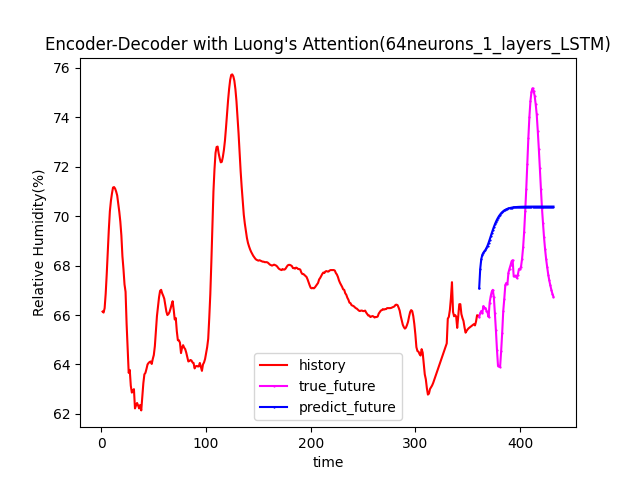 Encoder-Decoder with Luong's Attention(64neurons_1_layers_LSTM)
76
74
72
70
68
66
64
62
Relative Humidity(%)
history
true_future
predict_future
0
100
200
300
400
time